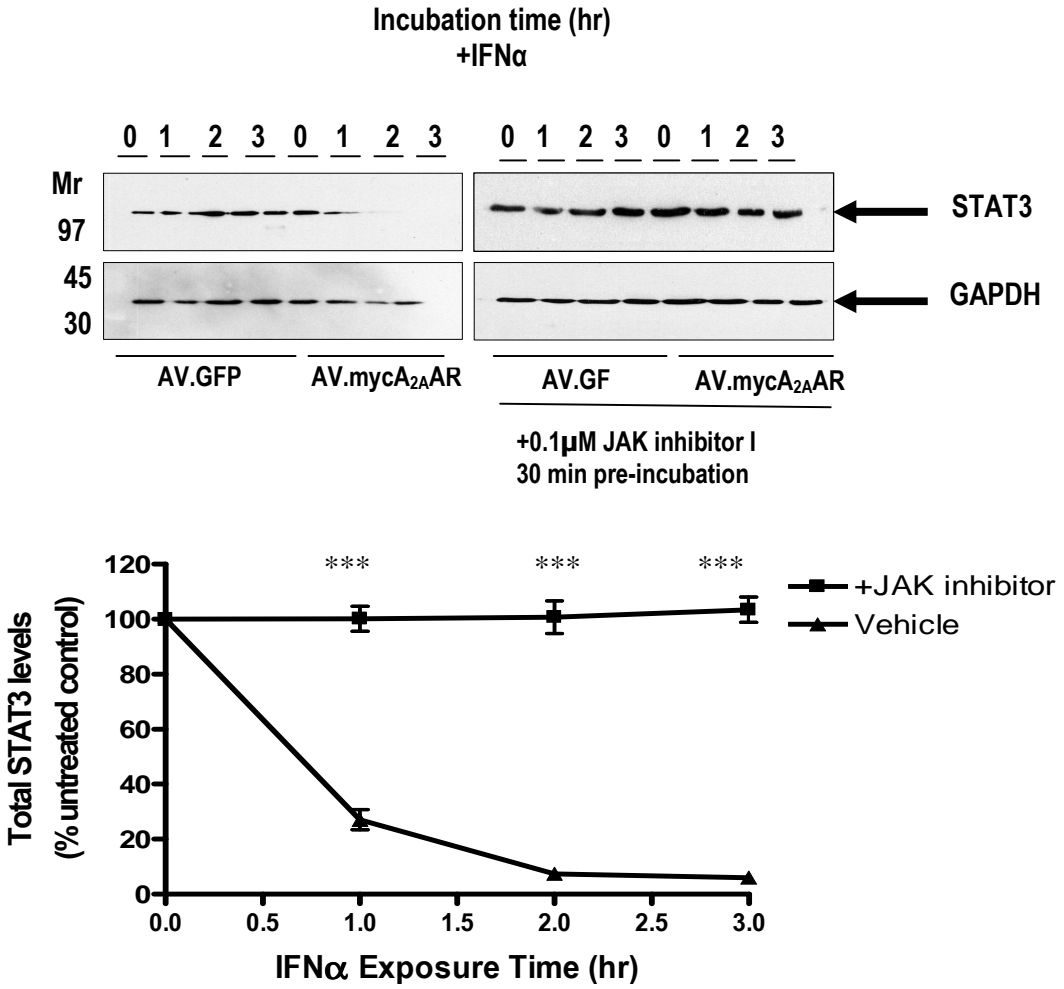 Incubation time (hr)
+IFNα
0 1 2 3 0 1 2 3 0 1 2 3 0 1 2 3
Mr
97
STAT3
45
30
GAPDH
AV.GFP AV.mycA2AAR AV.GF AV.mycA2AAR
+0.1µM JAK inhibitor I
30 min pre-incubation
120
100
80
60
40
20
0
Total STAT3 levels
(% untreated control)
*** *** ***
+JAK inhibitor
Vehicle
0.0 0.5 1.0 1.5 2.0 2.5 3.0
IFNα Exposure Time (hr)